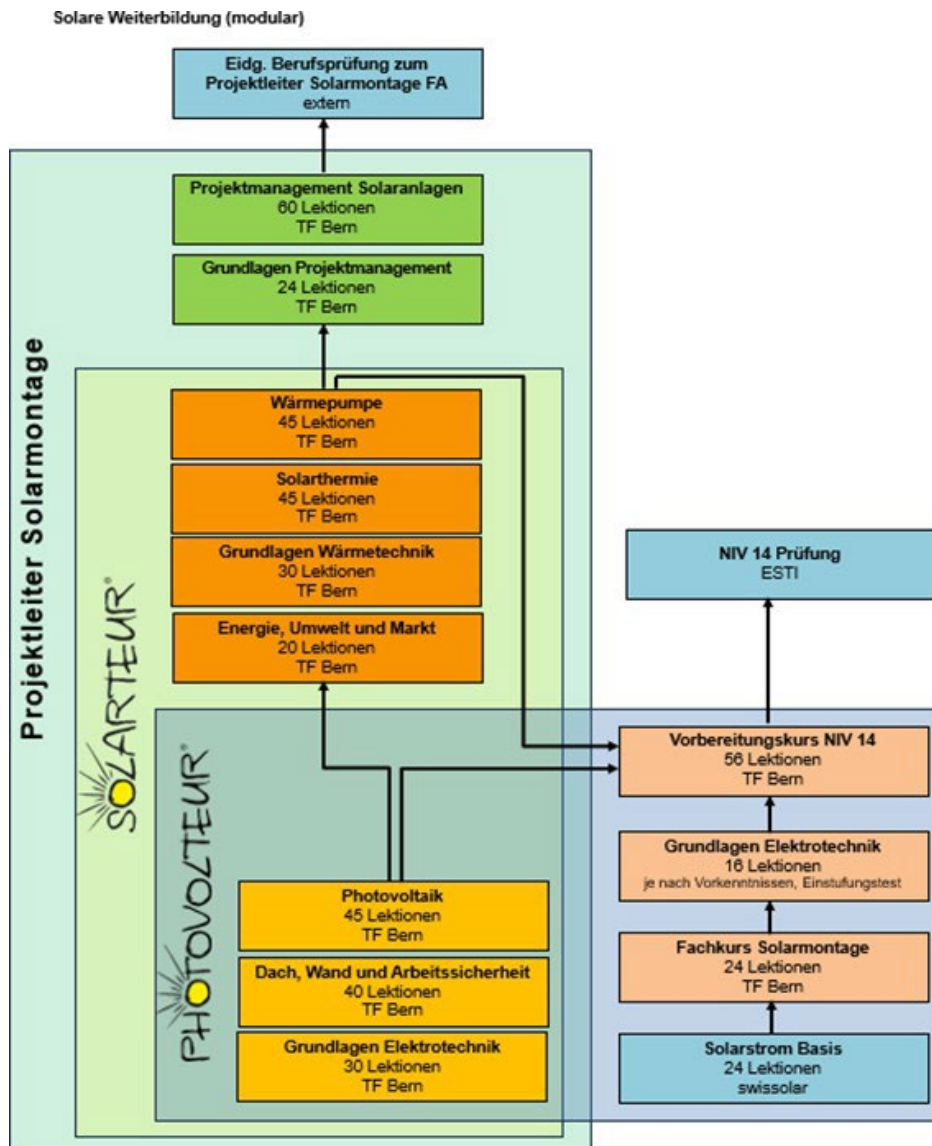 Solare Weiterbildung (modular)
Eidg. Berufsprüfung zum
Projektleiter Solarmontage FA
extern
Projektmanagement Solaranlagen
60 Lektionen
TF Bern
Grundlagen Projektmanagement
24 Lektionen
TF Bern
Projektleiter Solarmontage
Wärmepumpe
45 Lektionen
TF Bern
Solarthermie
45 Lektionen
TF Bern
Grundlagen Wärmetechnik
30 Lektionen
TF Bern
Energie, Umwelt und Markt
20 Lektionen
TF Bern
SOLARTEUR®
PHOTOVOLTEUR®
Photovoltaik
45 Lektionen
TF Bern
Dach, Wand und Arbeitssicherheit
40 Lektionen
TF Bern
Grundlagen Elektrotechnik
30 Lektionen
TF Bern
NIV 14 Prüfung
ESTI
Vorbereitungskurs NIV 14
56 Lektionen
TF Bern
Grundlagen Elektrotechnik
16 Lektionen
je nach Vorkenntnissen, Einstufungstest
Fachkurs Solarmontage
24 Lektionen
TF Bern
Solarstrom Basis
24 Lektionen
swissolar